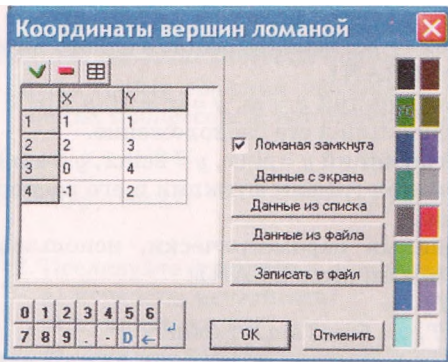 Координаты вершин ломаной
X Y
1 1 1
2 2 3
3 0 4
4 -1 2
Ломаная замкнута
Данные с экрана
Данные из списка
Данные из файла
Записать в файл
0 1 2 3 4 5 6
7 8 9 . - D ←
OK Отменить